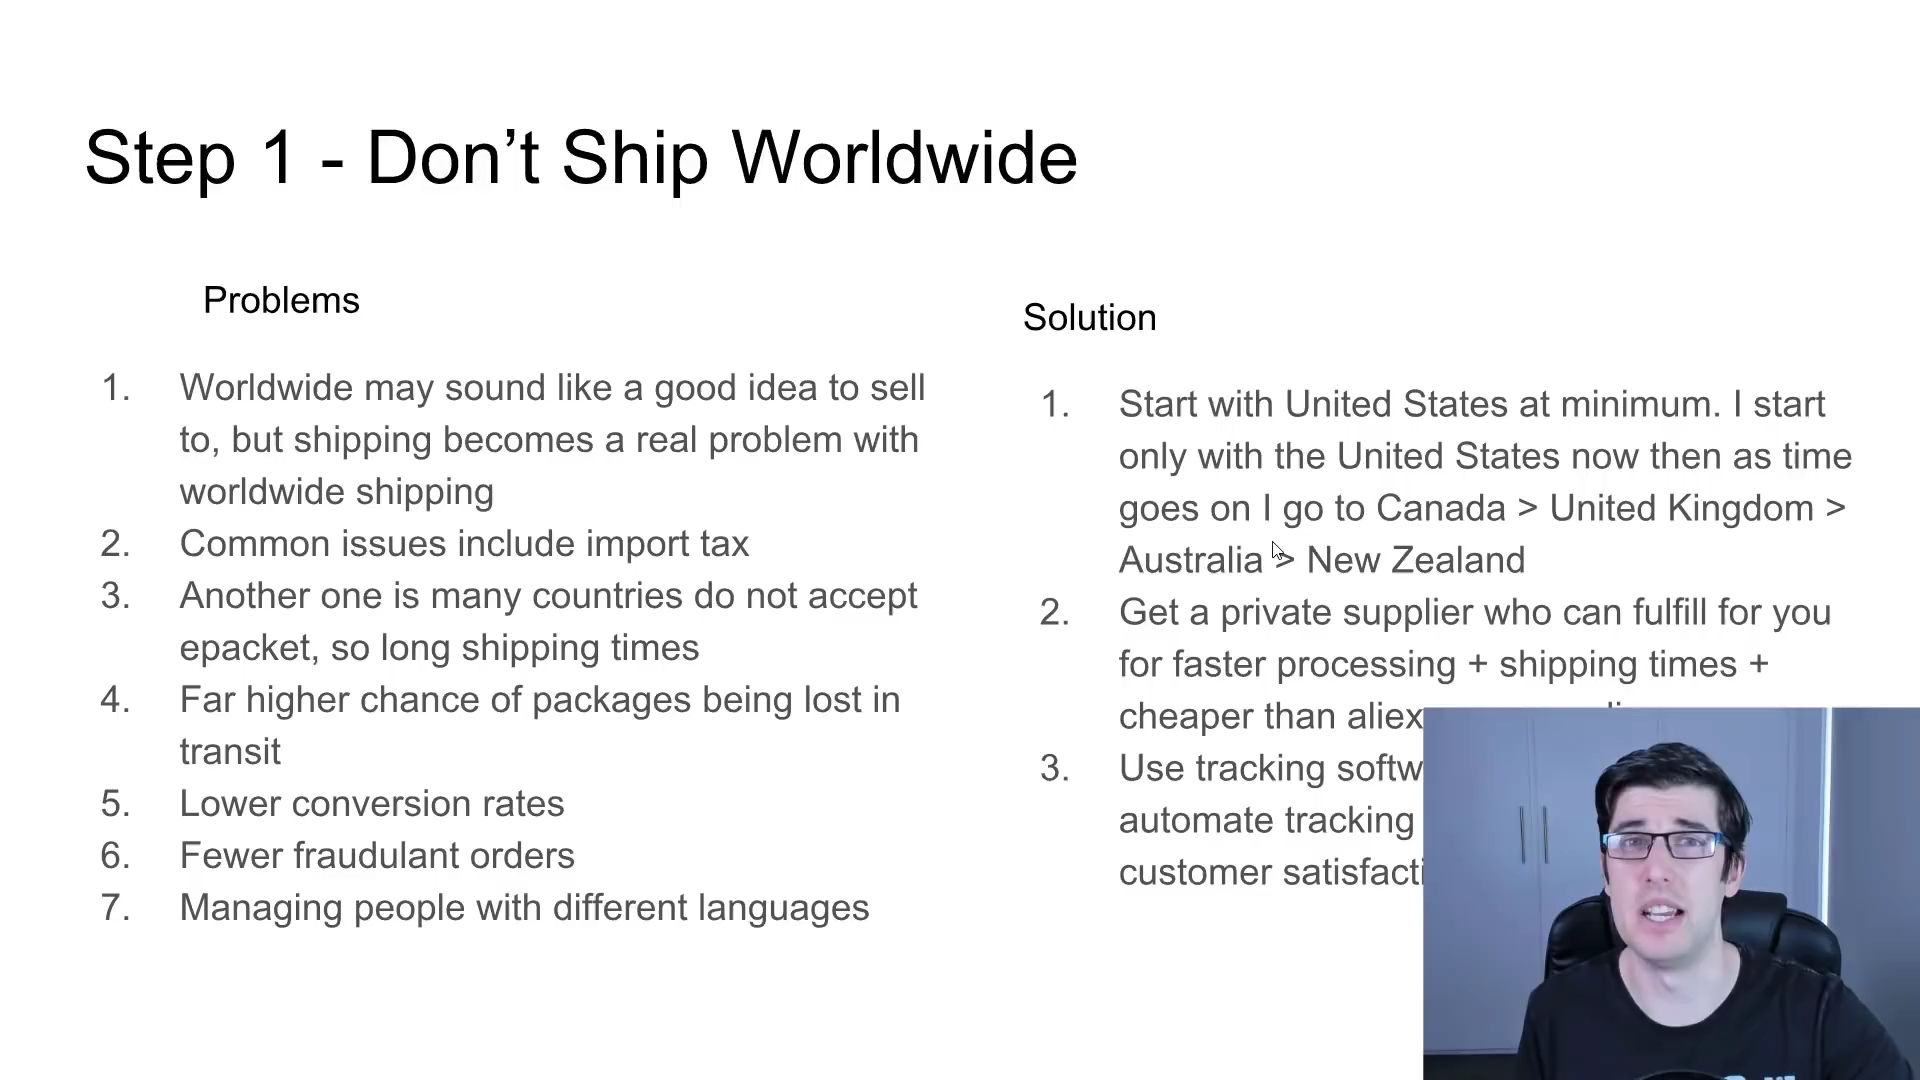 Step 1 - Don’t Ship Worldwide
Problems
1. Worldwide may sound like a good idea to sell
to, but shipping becomes a real problem with
worldwide shipping
2. Common issues include import tax
3. Another one is many countries do not accept
epacket, so long shipping times
4. Far higher chance of packages being lost in
transit
5. Lower conversion rates
6. Fewer fraudulant orders
7. Managing people with different languages
Solution
1. Start with United States at minimum. I start
only with the United States now then as time
goes on I go to Canada > United Kingdom >
Australia > New Zealand
2. Get a private supplier who can fulfill for you
for faster processing + shipping times +
cheaper than
3. Use tracking
automate tracking
customer